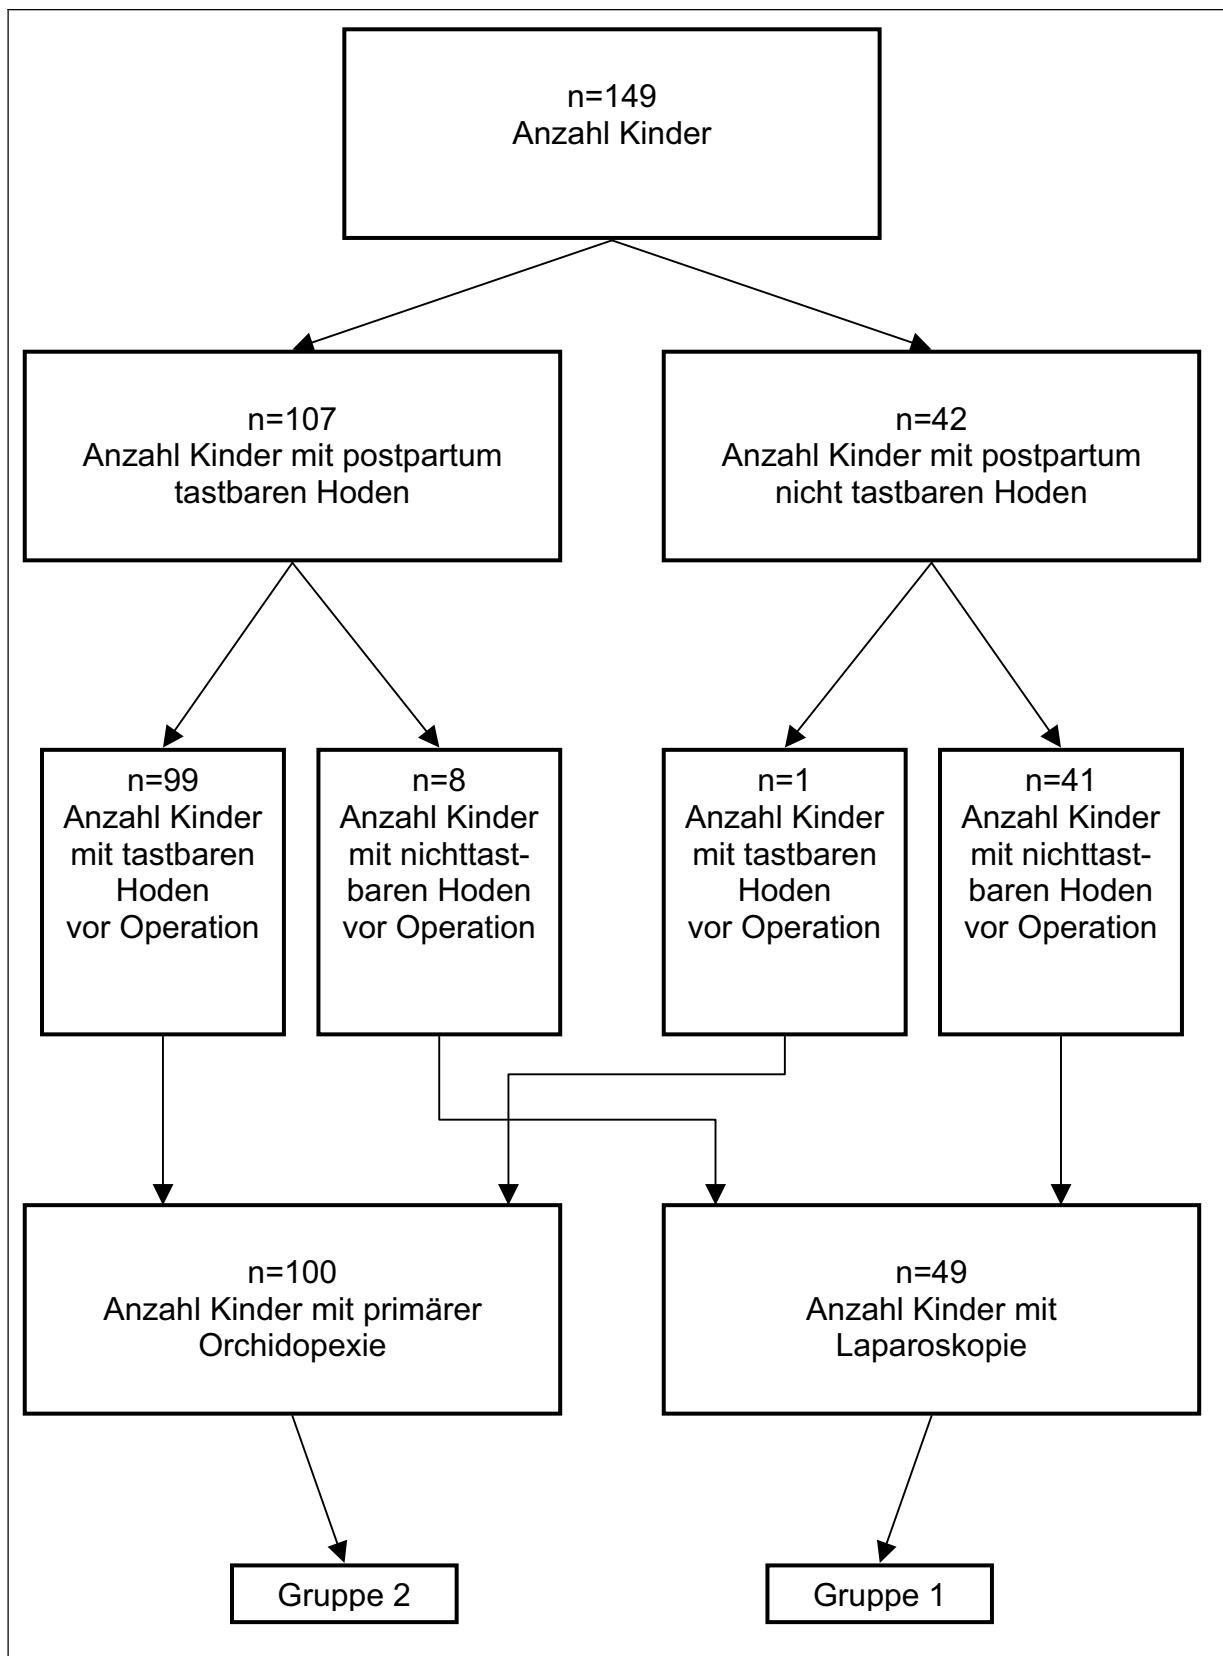 n=149
Anzahl Kinder
n=107
Anzahl Kinder mit postpartum
tastbaren Hoden
n=42
Anzahl Kinder mit postpartum
nicht tastbaren Hoden
n=99
Anzahl Kinder
mit tastbaren
Hoden
vor Operation
n=8
Anzahl Kinder
mit nichttast-
baren Hoden
vor Operation
n=1
Anzahl Kinder
mit tastbaren
Hoden
vor Operation
n=41
Anzahl Kinder
mit nichttast-
baren Hoden
vor Operation
n=100
Anzahl Kinder mit primärer
Orchidopexie
n=49
Anzahl Kinder mit
Laparoskopie
Gruppe 2
Gruppe 1